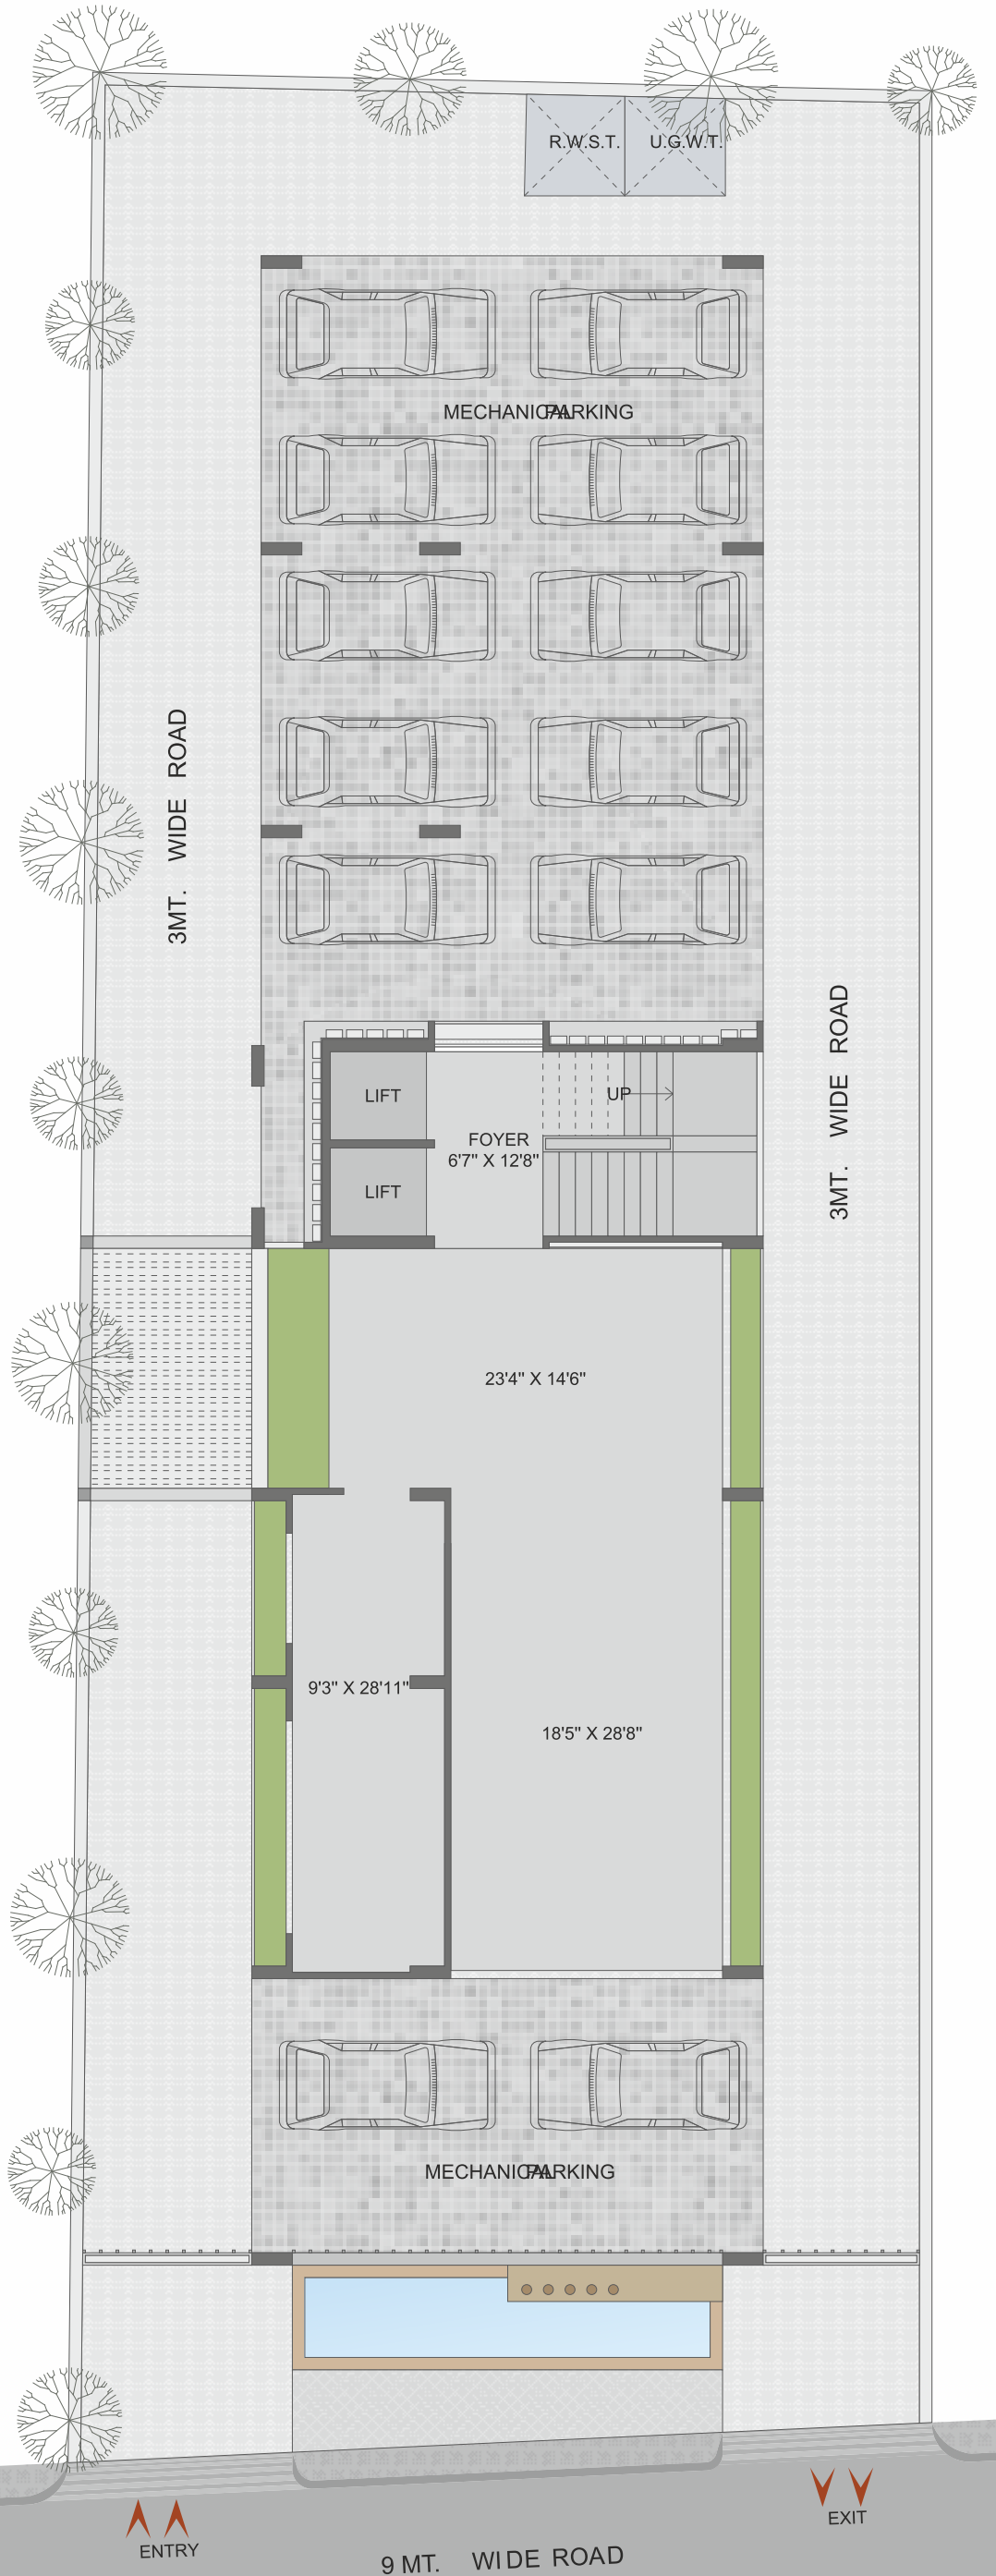 R.W.S.T. U.G.W.T.
MECHANICAL PARKING
3MT. WIDE ROAD
3MT. WIDE ROAD
LIFT
UP
FOYER
6'7" X 12'8"
LIFT
23'4" X 14'6"
9'3" X 28'11"
18'5" X 28'8"
MECHANICAL PARKING
ENTRY
EXIT
9 MT. WIDE ROAD